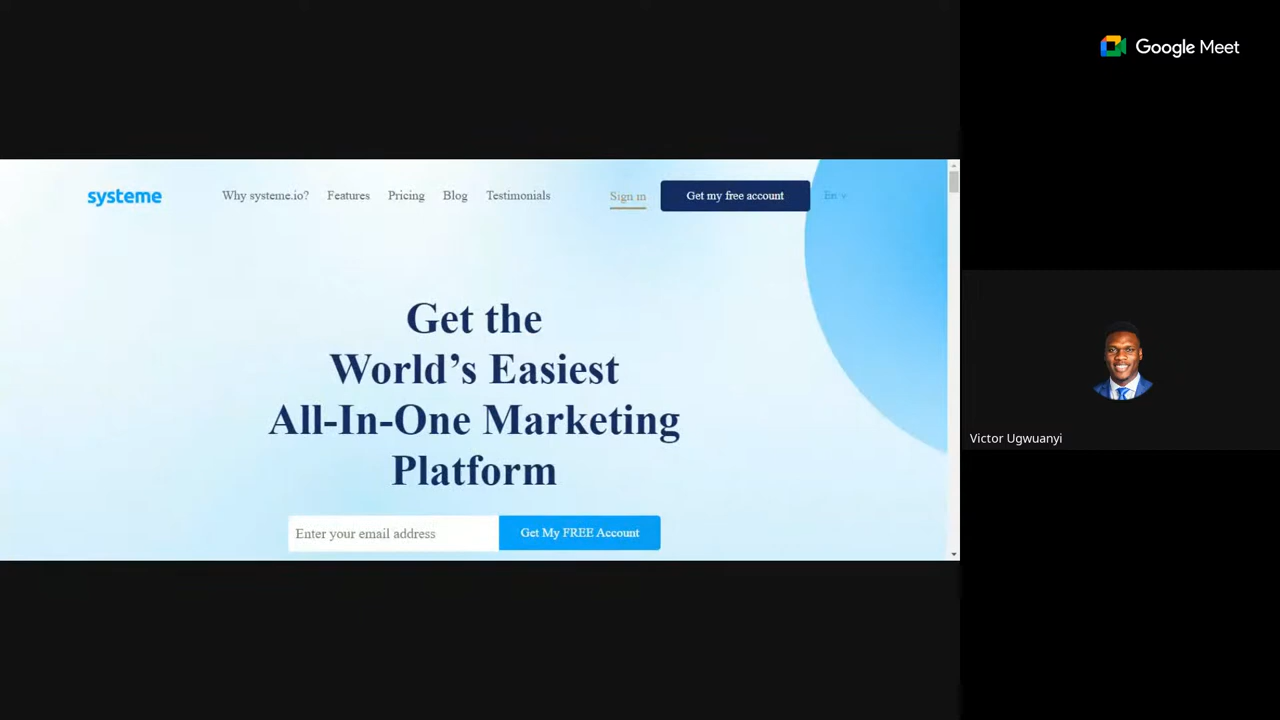 Google Meet
systeme
Why systeme.io? Features Pricing Blog Testimonials Sign in Get my free account En
Get the
World’s Easiest
All-In-One Marketing
Platform
Enter your email address Get My FREE Account
Victor Ugwuanyi